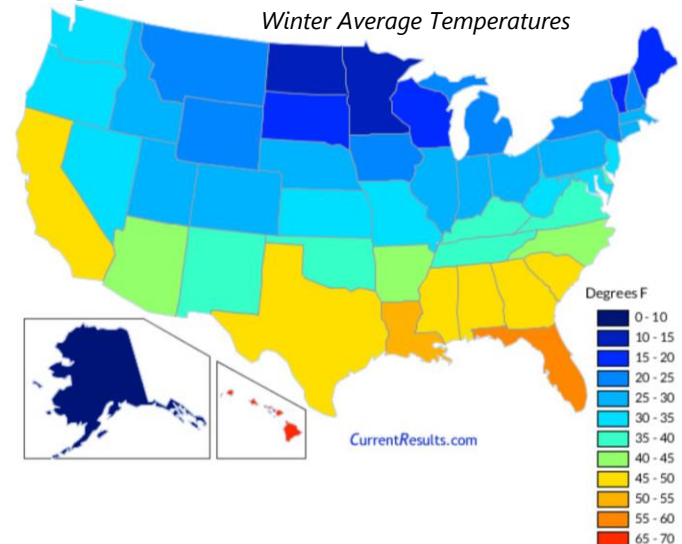 Winter Average Temperatures
Degrees F
0 - 10
10 - 15
15 - 20
20 - 25
25 - 30
30 - 35
35 - 40
40 - 45
45 - 50
50 - 55
55 - 60
65 - 70
CurrentResults.com